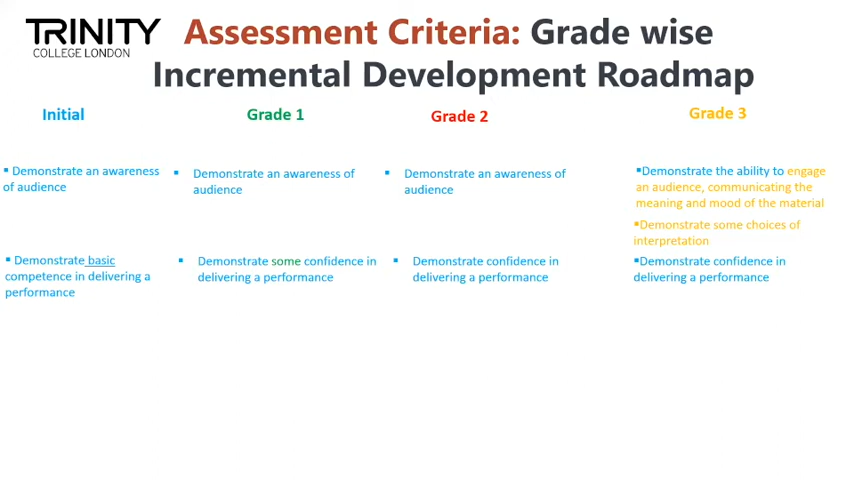 TRINITY
COLLEGE LONDON
Assessment Criteria: Grade wise
Incremental Development Roadmap
Initial
Grade 1
Grade 2
Grade 3
▪ Demonstrate an awareness
of audience
▪ Demonstrate an awareness of
audience
▪ Demonstrate an awareness of
audience
▪Demonstrate the ability to engage
an audience, communicating the
meaning and mood of the material
▪Demonstrate some choices of
interpretation
▪ Demonstrate basic
competence in delivering a
performance
▪ Demonstrate some confidence in
delivering a performance
▪ Demonstrate confidence in
delivering a performance
▪Demonstrate confidence in
delivering a performance